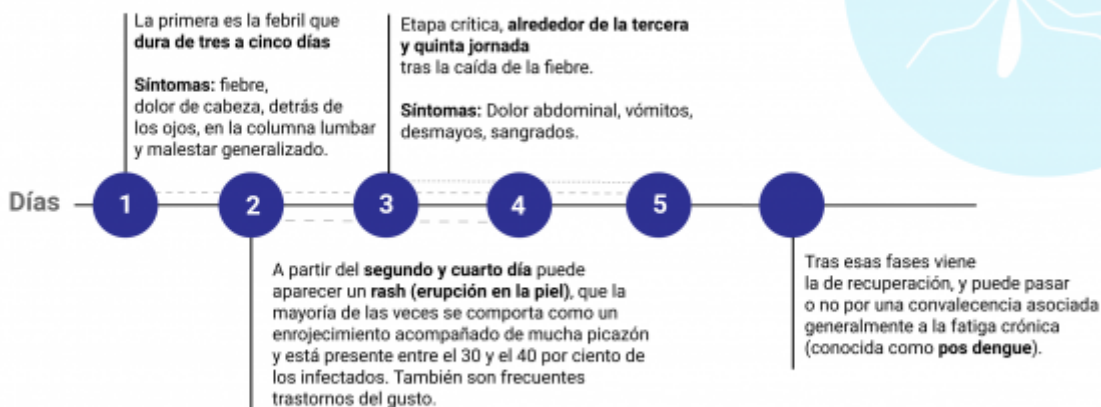 La primera es la febril que
dura de tres a cinco días
Síntomas: fiebre,
dolor de cabeza, detrás de
los ojos, en la columna lumbar
y malestar generalizado.
Etapa crítica, alrededor de la tercera
y quinta jornada
tras la caída de la fiebre.
Síntomas: Dolor abdominal, vómitos,
desmayos, sangrados.
Días 1 2 3 4 5
A partir del segundo y cuarto día puede
aparecer un rash (erupción en la piel), que la
mayoría de las veces se comporta como un
enrojecimiento acompañado de mucha picazón
y está presente entre el 30 y el 40 por ciento de
los infectados. También son frecuentes
trastornos del gusto.
Tras esas fases viene
la de recuperación, y puede pasar
o no por una convalecencia asociada
generalmente a la fatiga crónica
(conocida como pos dengue).